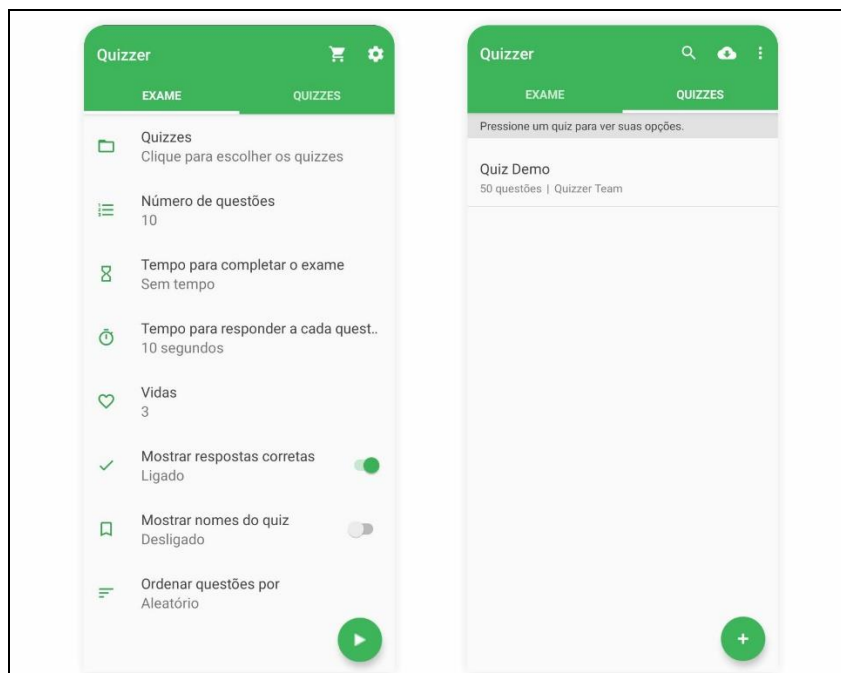 Quizzer
EXAME QUIZZES
Quizzes
Clique para escolher os quizzes
Número de questões
10
Tempo para completar o exame
Sem tempo
Tempo para responder a cada quest..
10 segundos
Vidas
3
Mostrar respostas corretas
Ligado
Mostrar nomes do quiz
Desligado
Ordenar questões por
Aleatório
Quizzer
EXAME QUIZZES
Pressione um quiz para ver suas opções.
Quiz Demo
50 questões | Quizzer Team